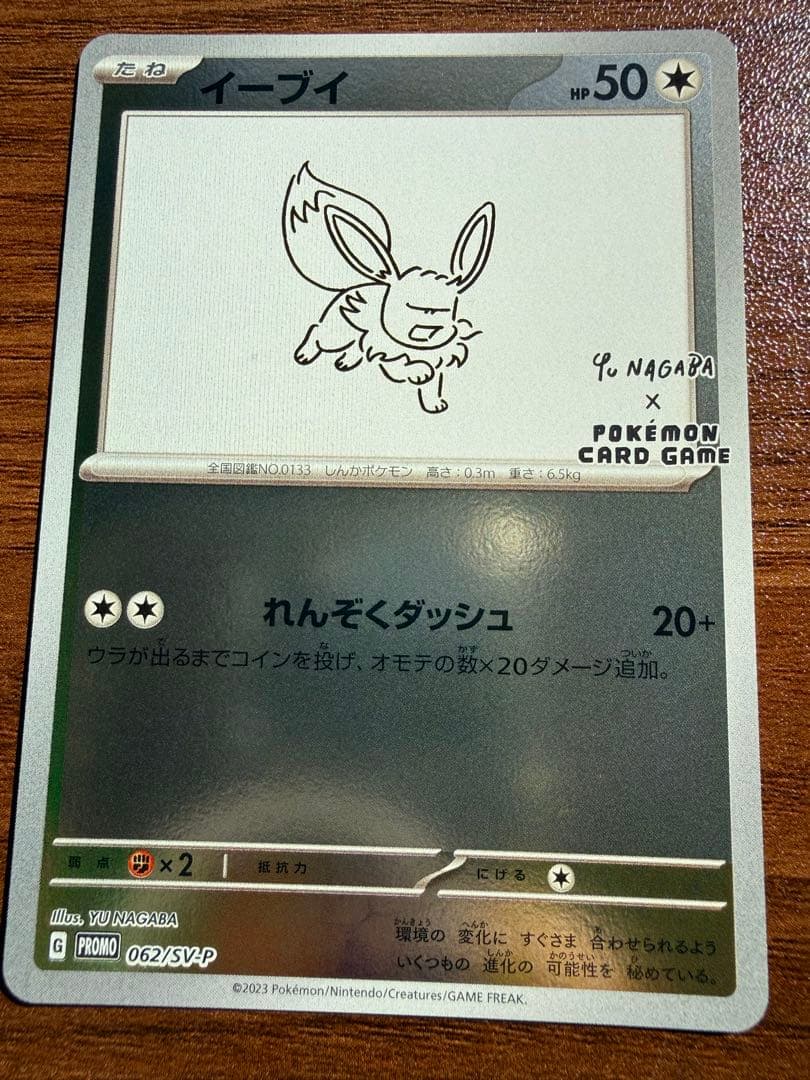 たね イーブイ HP50
Yu NAGABA
×
POKÉMON
CARD GAME
全国図鑑NO.0133 しんかポケモン 高さ:0.3m 重さ:6.5kg
れんぞくダッシュ 20+
ウラが出るまでコインを投げ、オモテの数×20ダメージ追加。
弱点 ×2 抵抗力 にげる
Illus. YU NAGABA
G PROMO 062/SV-P
環境の 変化に すぐさま 合わせられるよう
いくつもの 進化の 可能性を 秘めている。
©2023 Pokémon/Nintendo/Creatures/GAME FREAK.